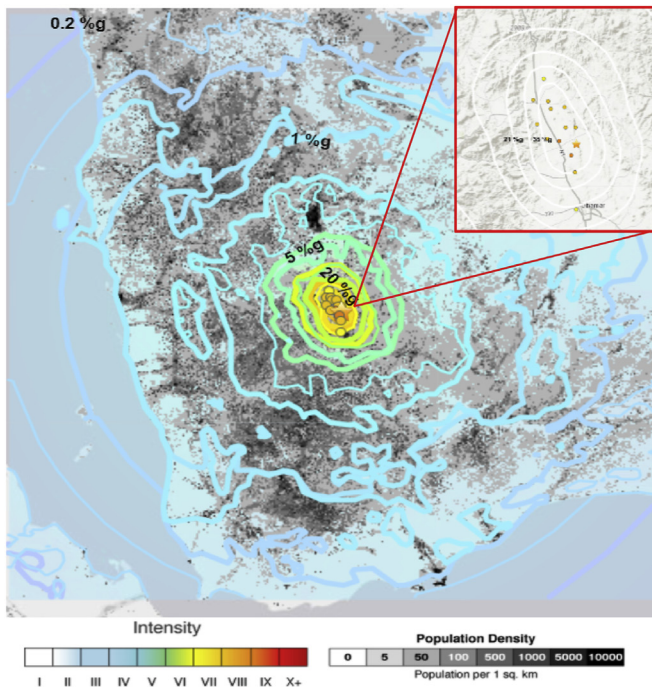 0.2 %g
1 %g
5 %g
20 %g
Dhamar
Intensity
I II III IV V VI VII VIII IX X+
Population Density
0 5 50 100 500 1000 5000 10000
Population per 1 sq. km